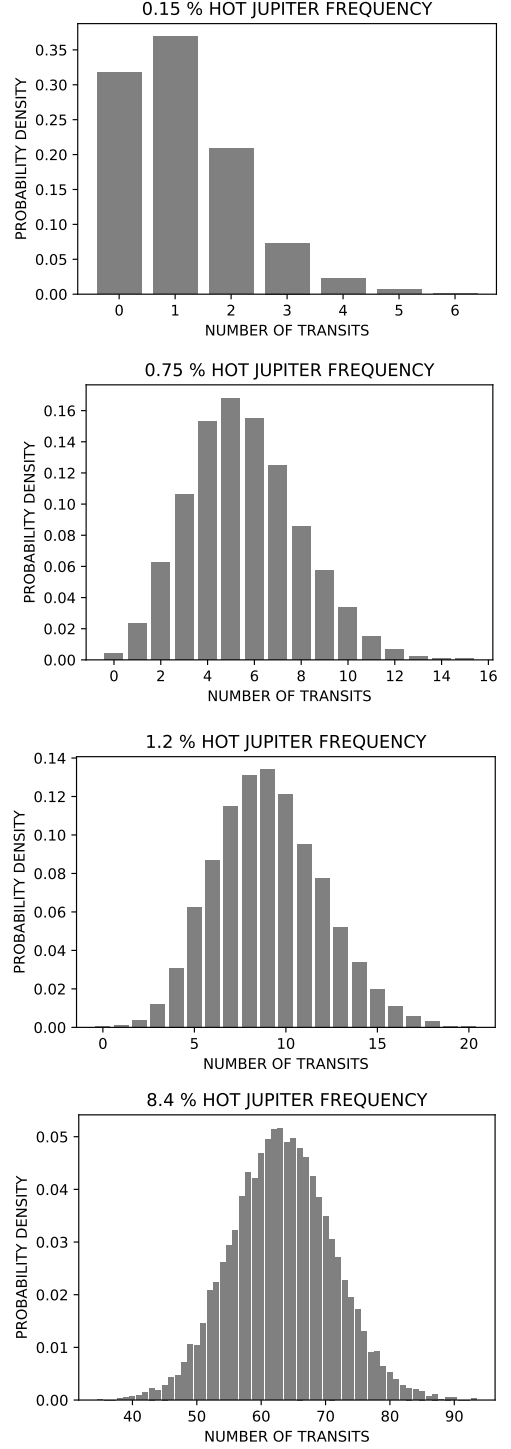 0.15 % HOT JUPITER FREQUENCY
0.35
0.30
0.25
0.20
0.15
0.10
0.05
0.00
PROBABILITY DENSITY
0 1 2 3 4 5 6
NUMBER OF TRANSITS
0.75 % HOT JUPITER FREQUENCY
0.16
0.14
0.12
0.10
0.08
0.06
0.04
0.02
0.00
PROBABILITY DENSITY
0 2 4 6 8 10 12 14 16
NUMBER OF TRANSITS
1.2 % HOT JUPITER FREQUENCY
0.14
0.12
0.10
0.08
0.06
0.04
0.02
0.00
PROBABILITY DENSITY
0 5 10 15 20
NUMBER OF TRANSITS
8.4 % HOT JUPITER FREQUENCY
0.05
0.04
0.03
0.02
0.01
0.00
PROBABILITY DENSITY
40 50 60 70 80 90
NUMBER OF TRANSITS